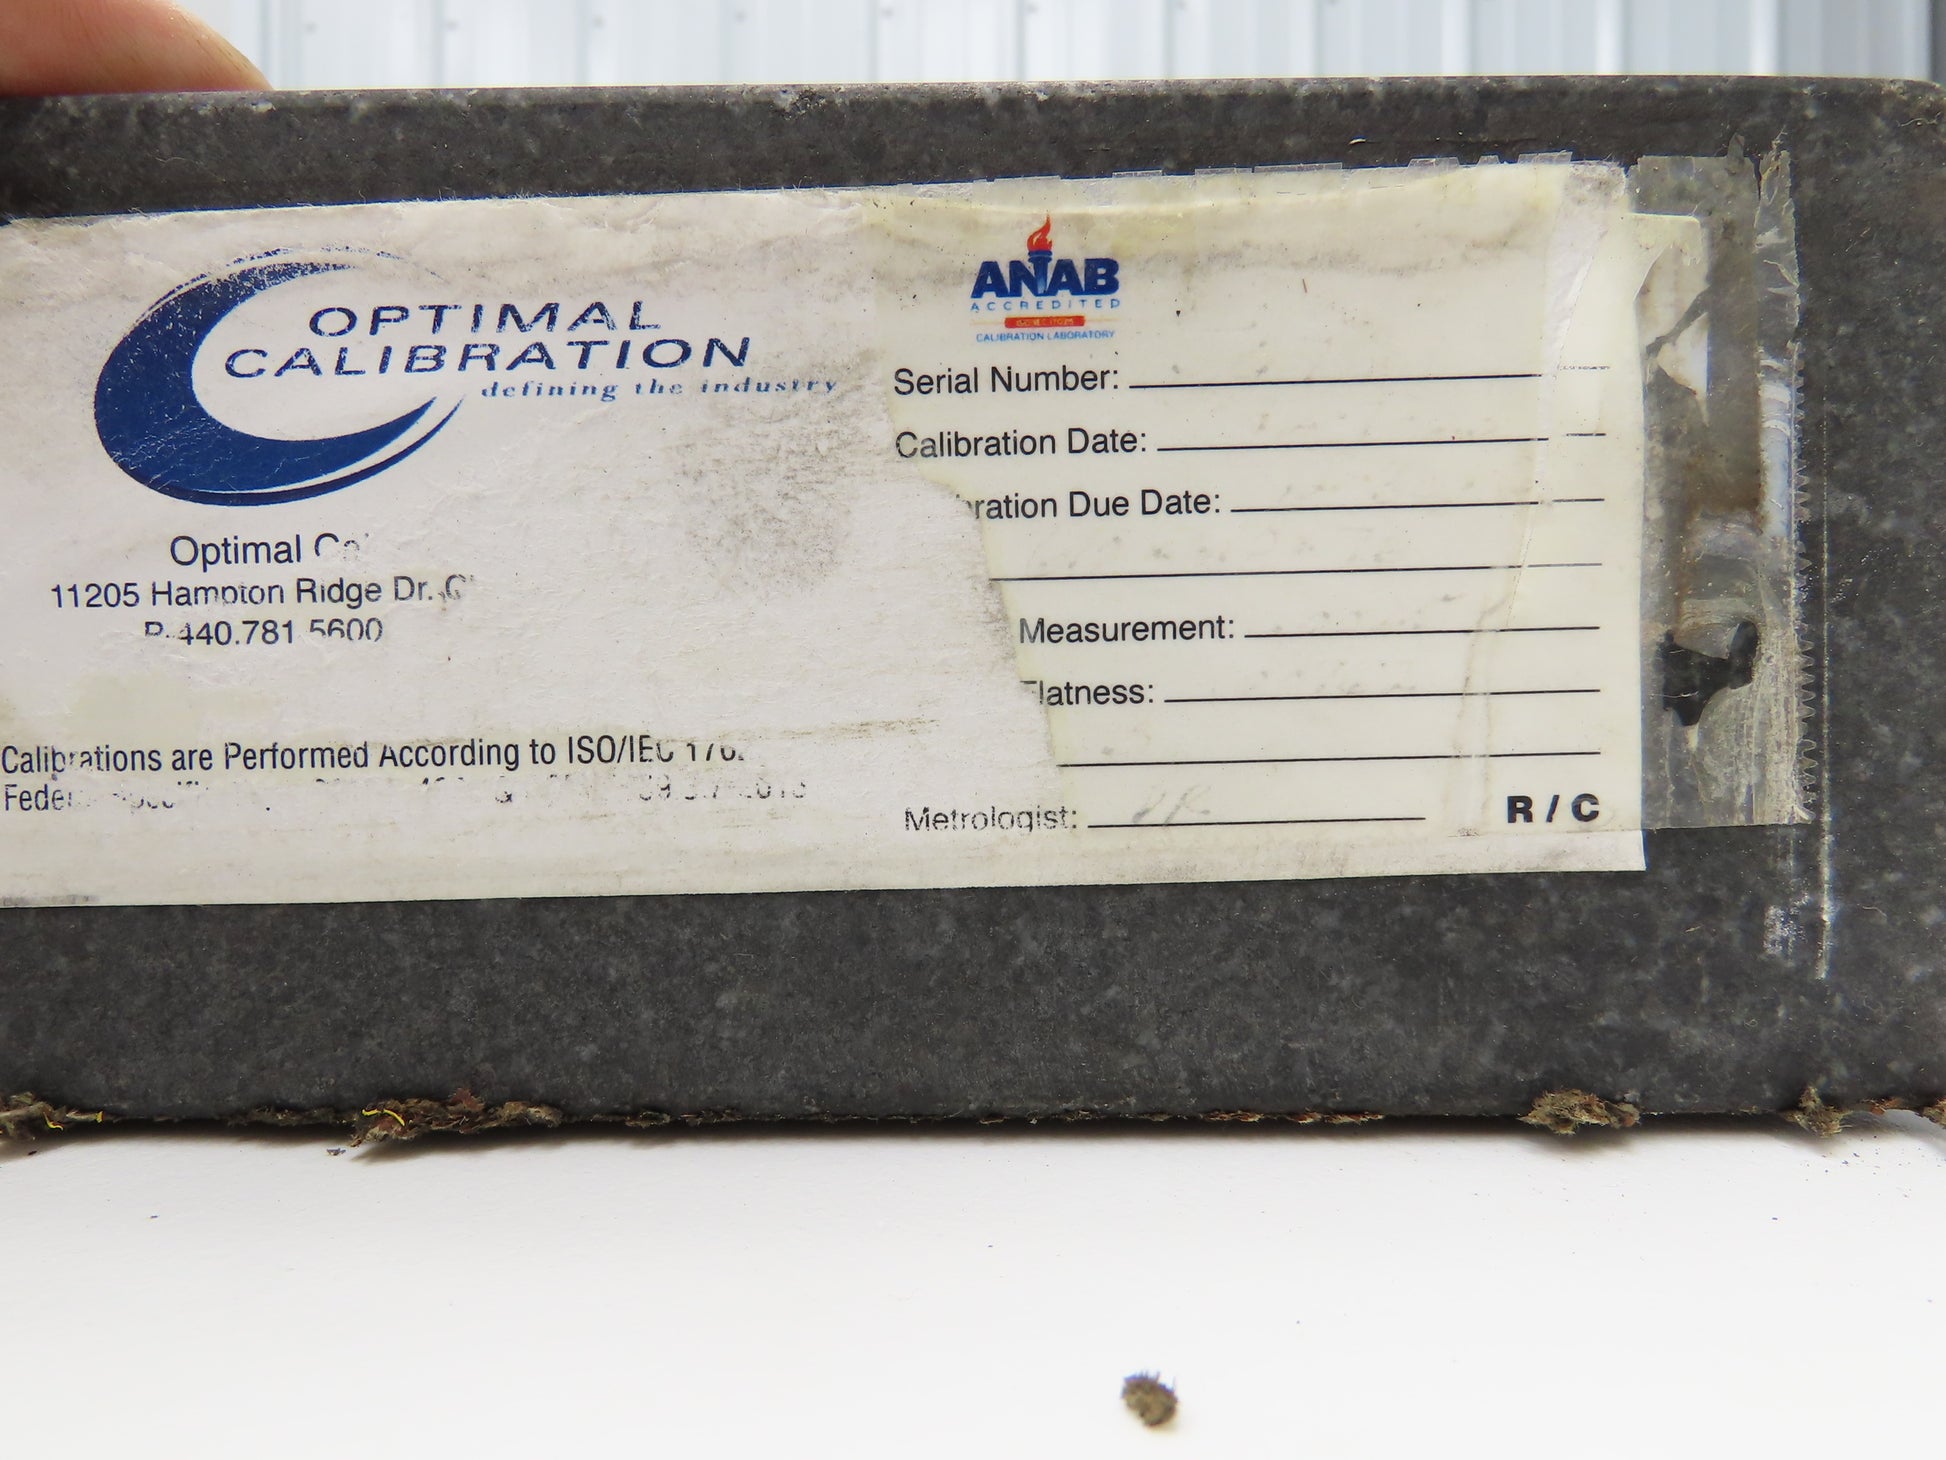 OPTIMAL
CALIBRATION
defining the industry
Optimal
11205 Hampton Ridge Dr.
P. 440.781.5600
Calibrations are Performed According to ISO/IEC
ANAB
ACCREDITED
CALIBRATION LABORATORY
Serial Number:
Calibration Date:
Due Date:
Measurement:
Flatness:
Metrologist:
R / C